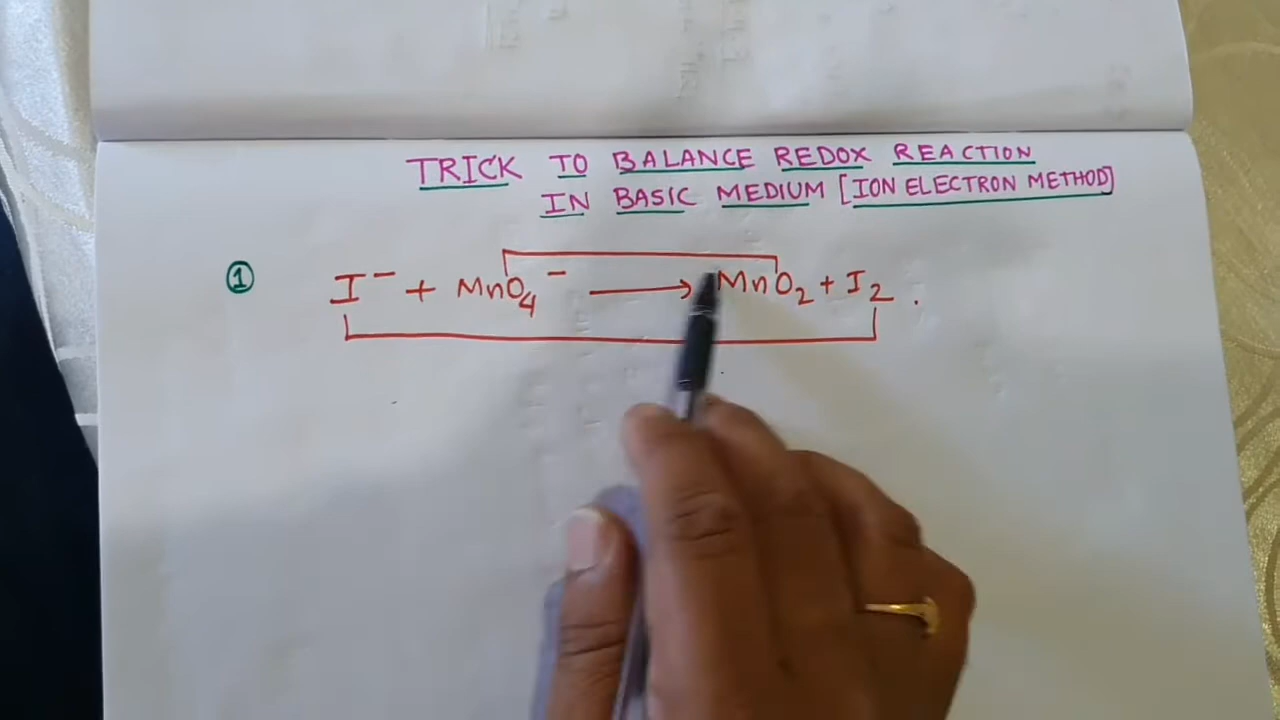 TRICK TO BALANCE REDOX REACTION
IN BASIC MEDIUM [ION ELECTRON METHOD]
① I⁻ + MnO₄⁻ ⟶ MnO₂ + I₂ .